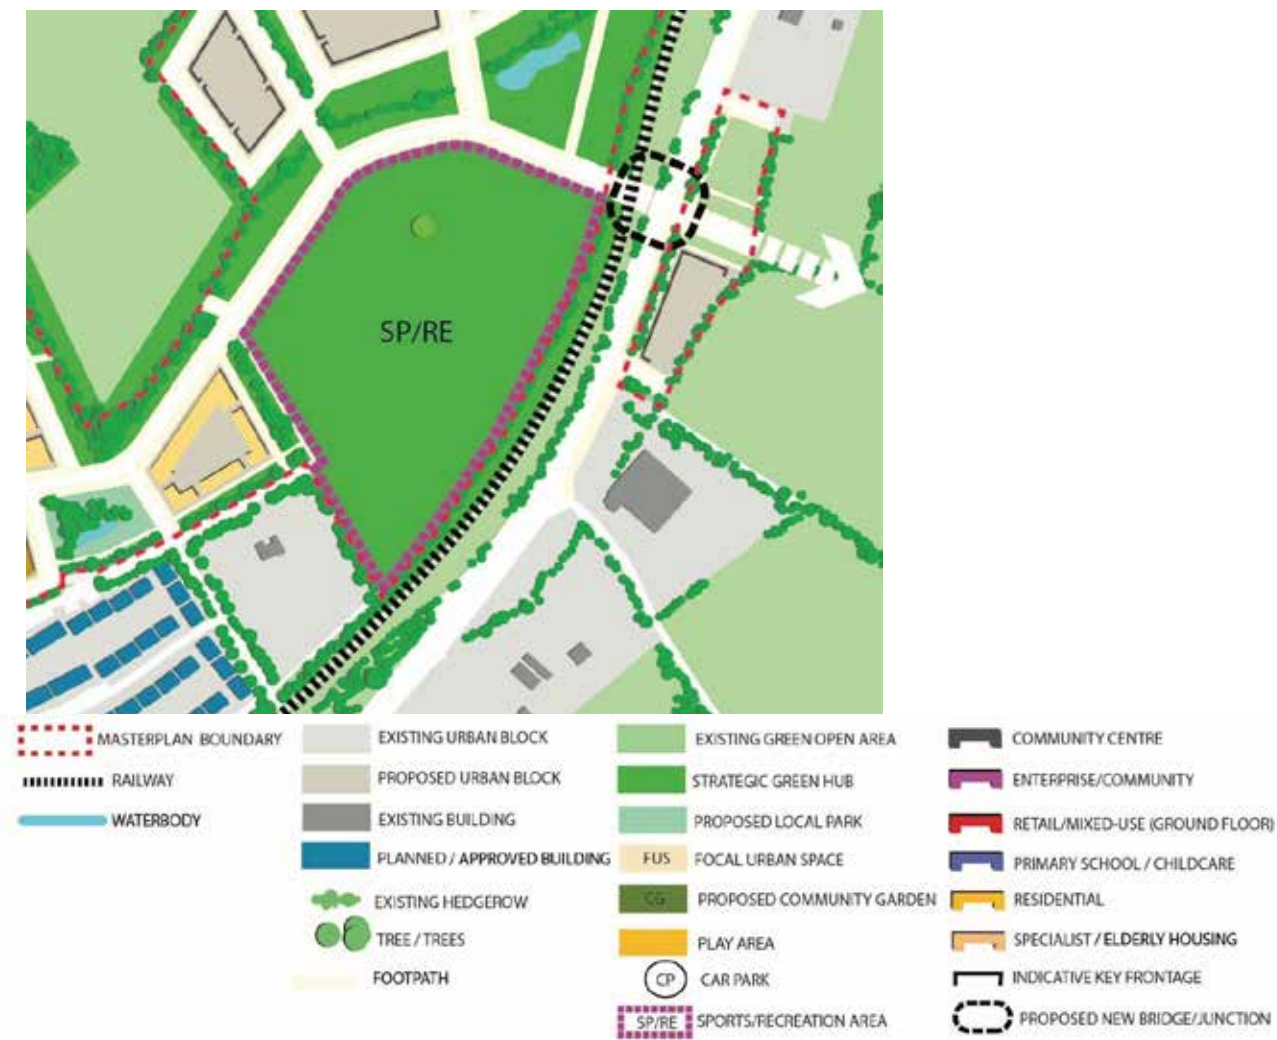 SP/RE
MASTERPLAN BOUNDARY
RAILWAY
WATERBODY
EXISTING URBAN BLOCK
PROPOSED URBAN BLOCK
EXISTING BUILDING
PLANNED / APPROVED BUILDING
EXISTING HEDGEROW
TREE / TREES
FOOTPATH
EXISTING GREEN OPEN AREA
STRATEGIC GREEN HUB
PROPOSED LOCAL PARK
FUS FOCAL URBAN SPACE
CG PROPOSED COMMUNITY GARDEN
PLAY AREA
CP CAR PARK
SP/RE SPORTS/RECREATION AREA
COMMUNITY CENTRE
ENTERPRISE/COMMUNITY
RETAIL/MIXED-USE (GROUND FLOOR)
PRIMARY SCHOOL / CHILDCARE
RESIDENTIAL
SPECIALIST / ELDERLY HOUSING
INDICATIVE KEY FRONTAGE
PROPOSED NEW BRIDGE/JUNCTION